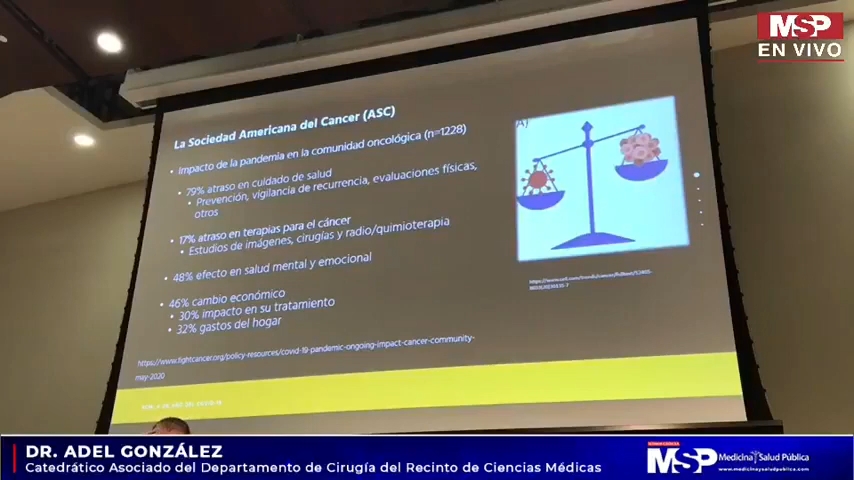 MSP
EN VIVO
La Sociedad Americana del Cancer (ASC)
• Impacto de la pandemia en la comunidad oncológica (n=1228)
• 79% atraso en cuidado de salud
• Prevención, vigilancia de recurrencia, evaluaciones físicas,
otros
• 17% atraso en terapias para el cáncer
• Estudios de imágenes, cirugías y radio/quimioterapia
• 48% efecto en salud mental y emocional
• 46% cambio económico
• 30% impacto en su tratamiento
• 32% gastos del hogar
https://www.fightcancer.org/policy-resources/covid-19-pandemic-ongoing-impact-cancer-community-
may-2020
A)
DR. ADEL GONZÁLEZ
Catedrático Asociado del Departamento de Cirugía del Recinto de Ciencias Médicas
MSP Medicina y Salud Pública
www.medicinaysaludpublica.com